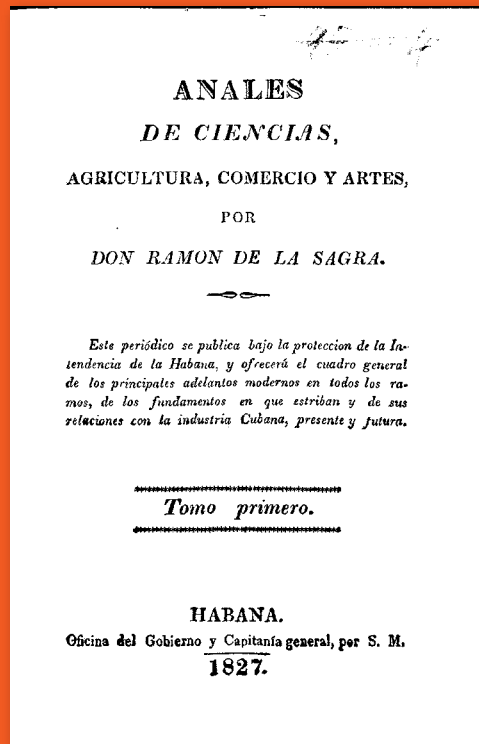 ANALES
DE CIENCIAS,
AGRICULTURA, COMERCIO Y ARTES,
POR
DON RAMON DE LA SAGRA.
Este periódico se publica bajo la proteccion de la In-
tendencia de la Habana, y ofrecerá el cuadro general
de los principales adelantos modernos en todos los ra-
mos, de los fundamentos en que estriban y de sus
relaciones con la industria Cubana, presente y futura.
Tomo primero.
HABANA.
Oficina del Gobierno y Capitanía general, por S. M.
1827.